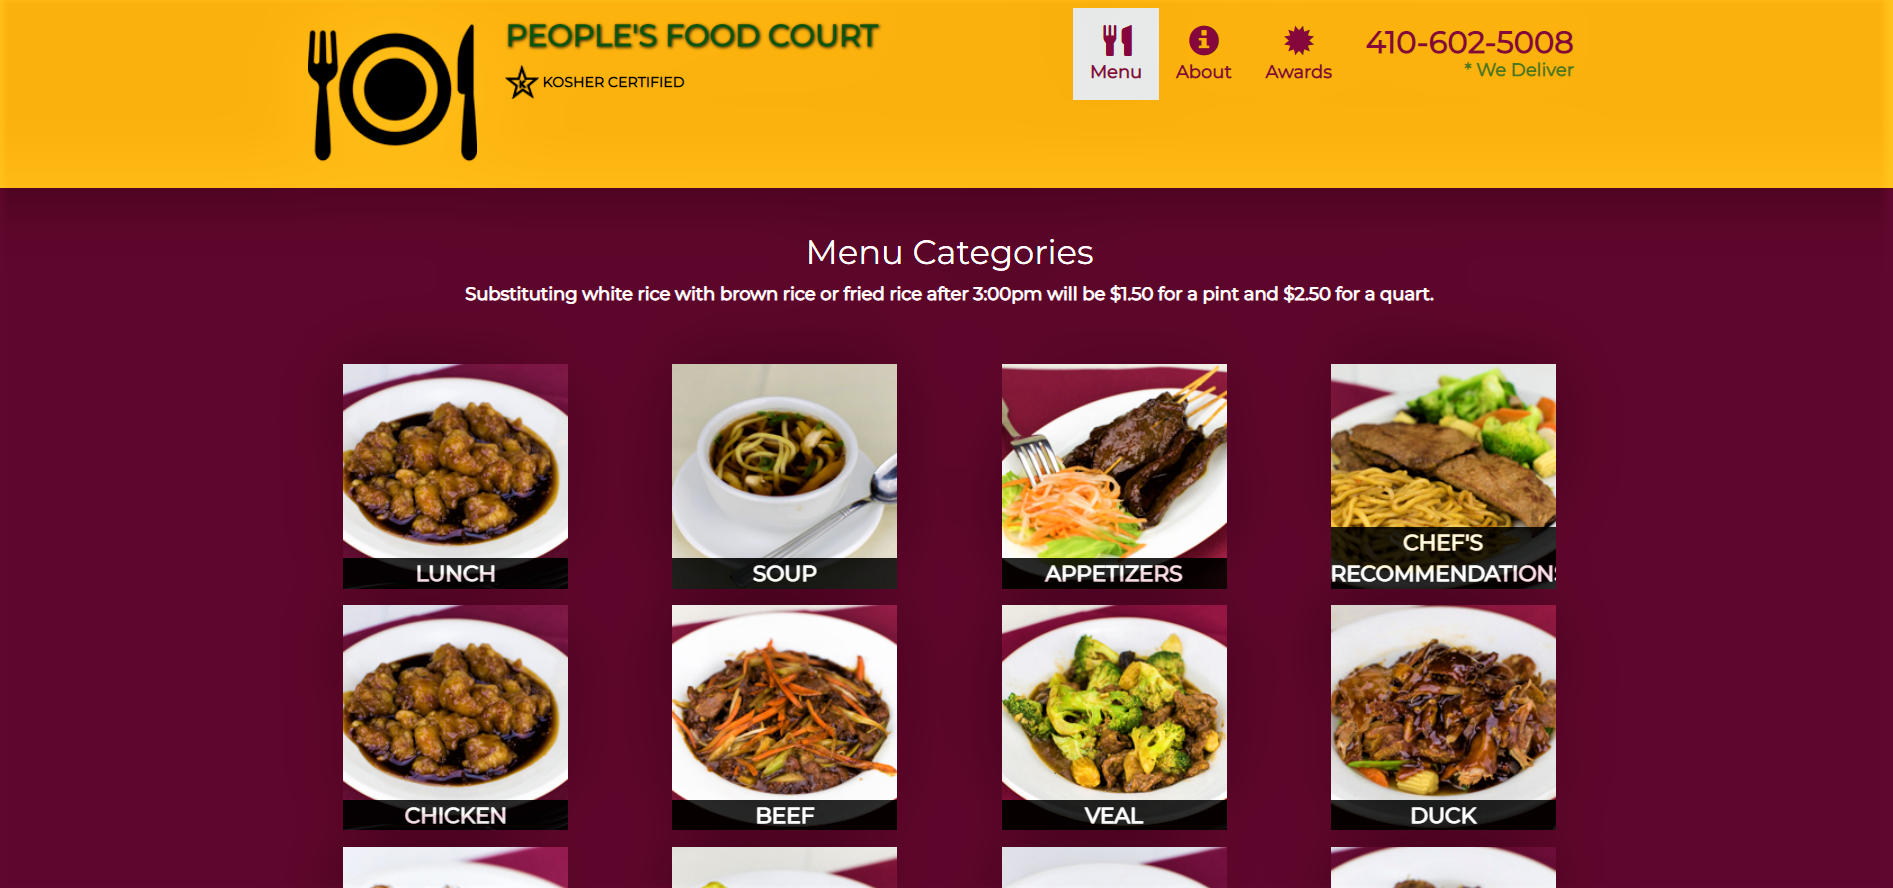 PEOPLE'S FOOD COURT
KOSHER CERTIFIED
Menu
About
Awards
410-602-5008
* We Deliver
Menu Categories
Substituting white rice with brown rice or fried rice after 3:00pm will be $1.50 for a pint and $2.50 for a quart.
LUNCH
SOUP
APPETIZERS
CHEF'S
RECOMMENDATIONS
CHICKEN
BEEF
VEAL
DUCK